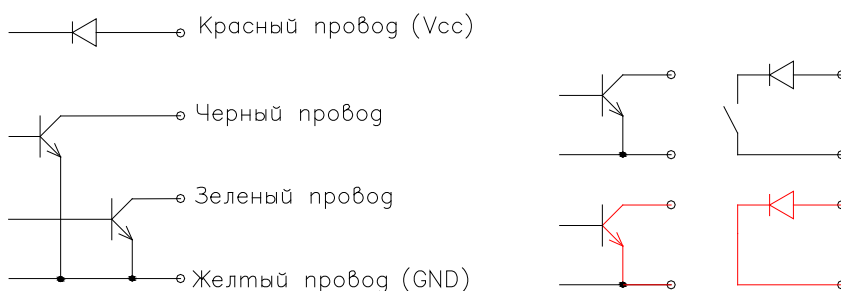 Красный провод (Vcc)
Черный провод
Зеленый провод
Желтый провод (GND)